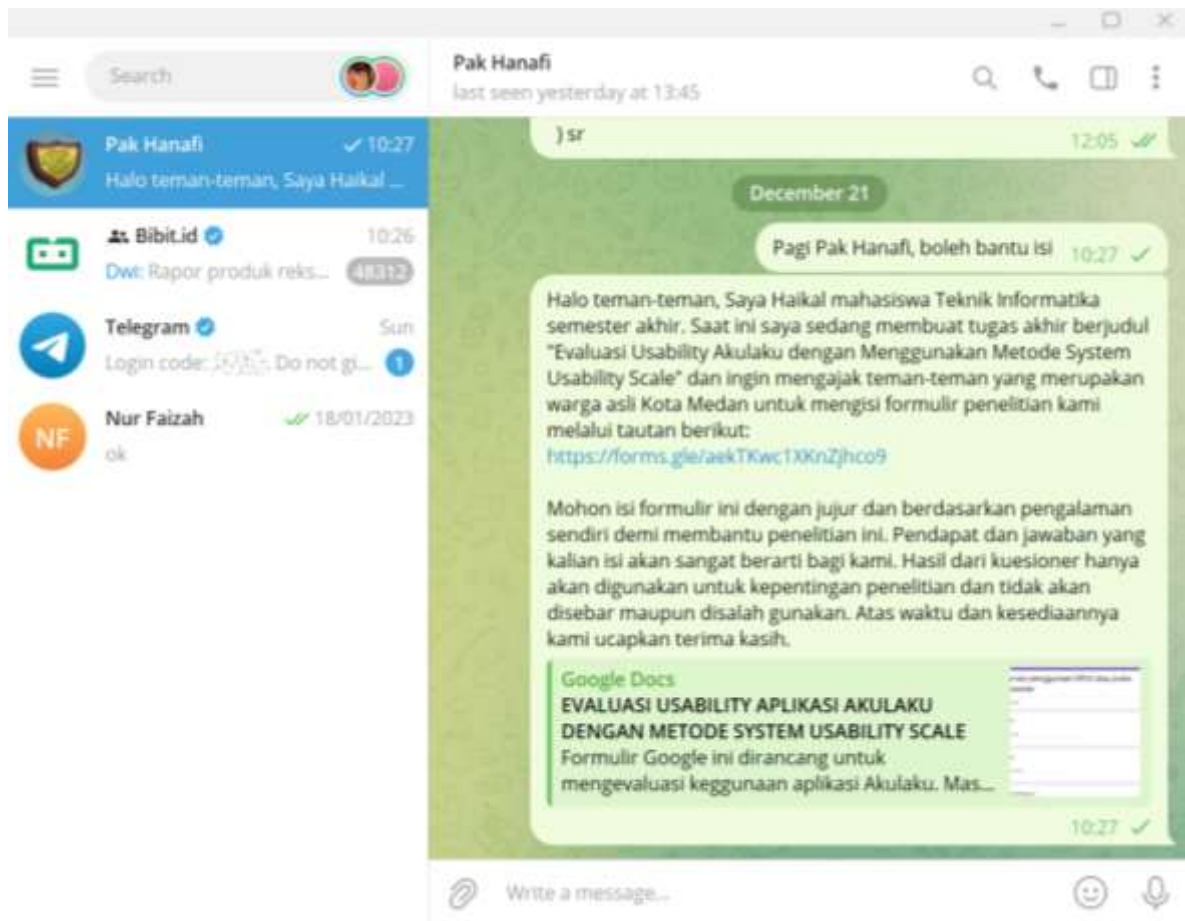 Search
Pak Hanafi
10:27
Halo teman-teman, Saya Haikal ...
Bibit.id
10:26
Dwi: Rapor produk reks...
48312
Telegram
Sun
Login code:
Do not gi...
1
NF
Nur Faizah
18/01/2023
ok
Pak Hanafi
last seen yesterday at 13:45
) sr
12:05
December 21
Pagi Pak Hanafi, boleh bantu isi
10:27
Halo teman-teman, Saya Haikal mahasiswa Teknik Informatika
semester akhir. Saat ini saya sedang membuat tugas akhir berjudul
"Evaluasi Usability Akulaku dengan Menggunakan Metode System
Usability Scale" dan ingin mengajak teman-teman yang merupakan
warga asli Kota Medan untuk mengisi formulir penelitian kami
melalui tautan berikut:
https://forms.gle/aekTKwc1XKnZjhco9
Mohon isi formulir ini dengan jujur dan berdasarkan pengalaman
sendiri demi membantu penelitian ini. Pendapat dan jawaban yang
kalian isi akan sangat berarti bagi kami. Hasil dari kuesioner hanya
akan digunakan untuk kepentingan penelitian dan tidak akan
disebar maupun disalah gunakan. Atas waktu dan kesediaannya
kami ucapkan terima kasih.
Google Docs
EVALUASI USABILITY APLIKASI AKULAKU
DENGAN METODE SYSTEM USABILITY SCALE
Formulir Google ini dirancang untuk
mengevaluasi keggunaan aplikasi Akulaku. Mas...
10:27
Write a message...